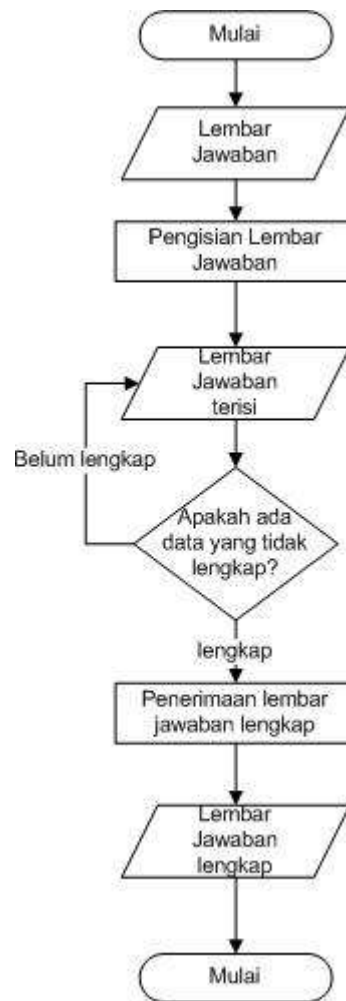 Mulai
Lembar
Jawaban
Pengisian Lembar
Jawaban
Lembar
Jawaban
terisi
Belum lengkap
Apakah ada
data yang tidak
lengkap?
lengkap
Penerimaan lembar
jawaban lengkap
Lembar
Jawaban
lengkap
Mulai